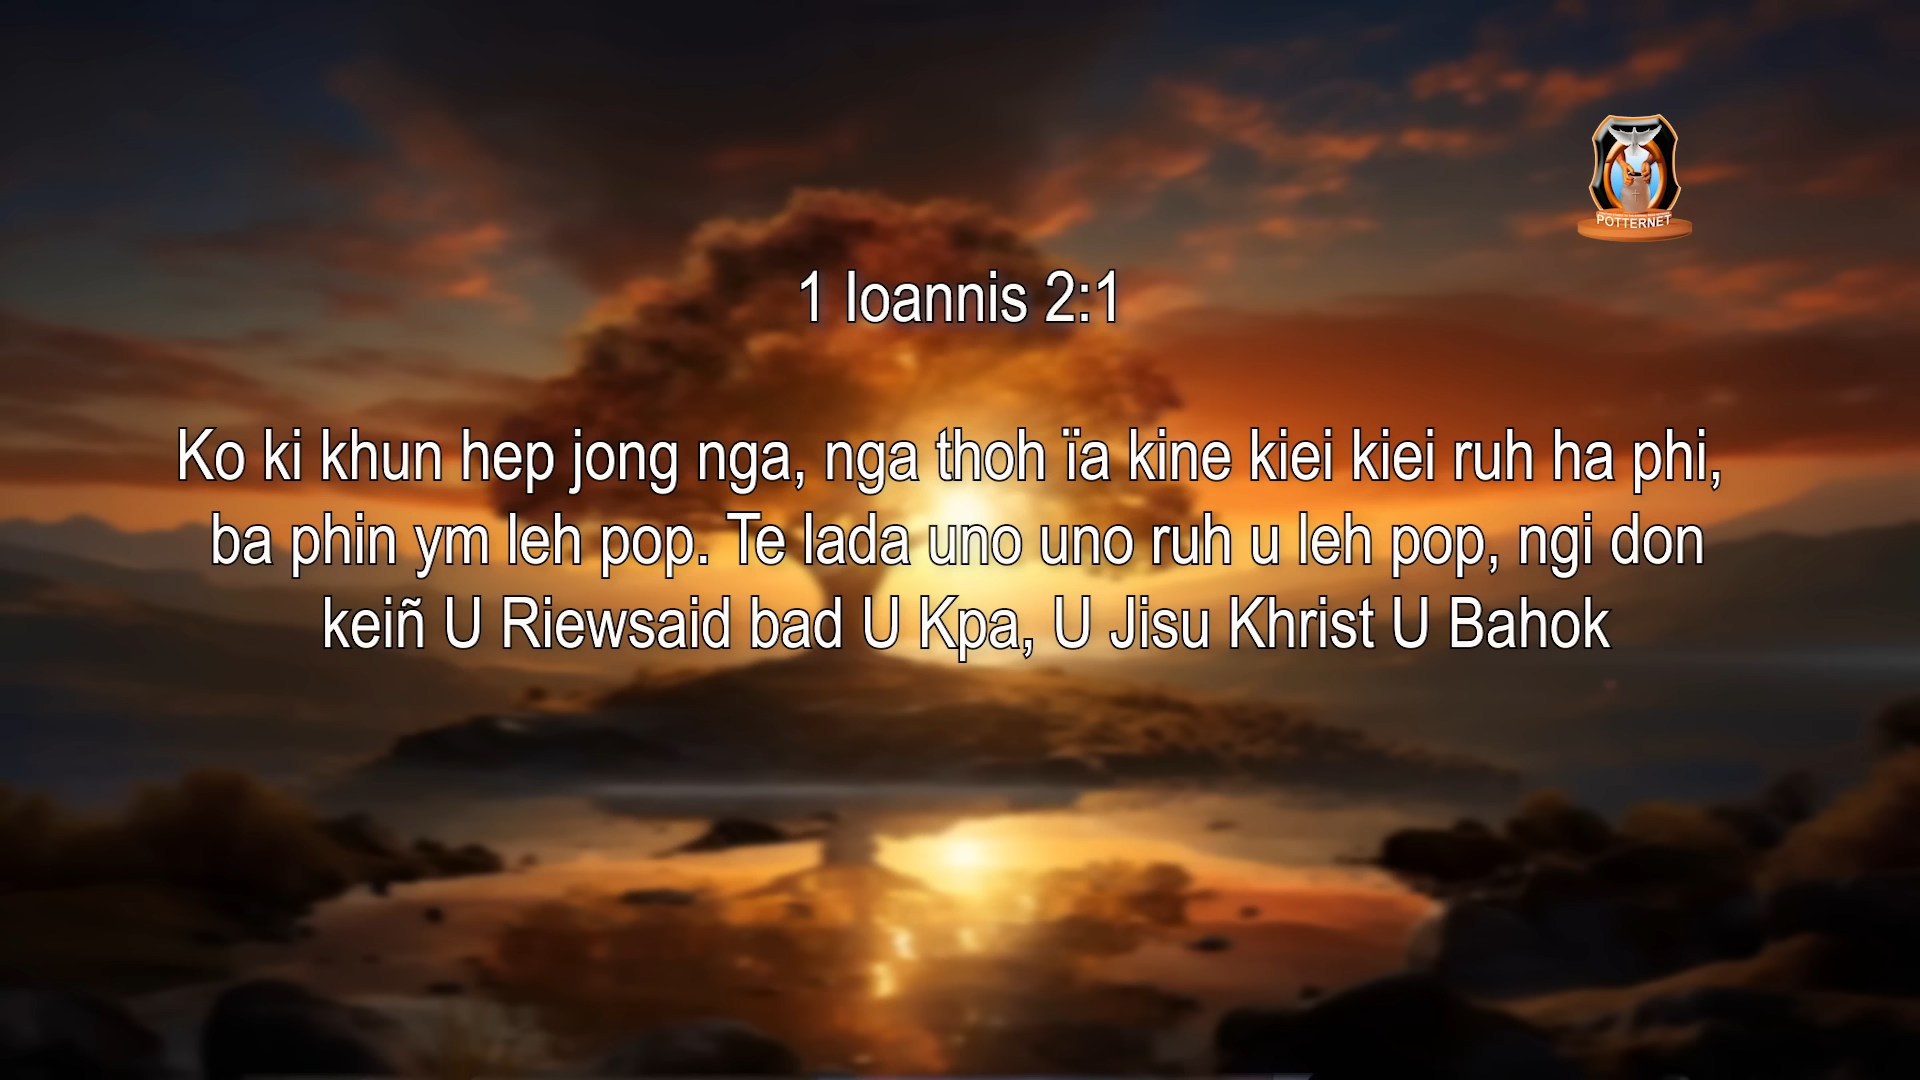 POTTERNET
1 Ioannis 2:1
Ko ki khun hep jong nga, nga thoh ïa kine kiei kiei ruh ha phi,
ba phin ym leh pop. Te lada uno uno ruh u leh pop, ngi don
keiñ U Riewsaid bad U Kpa, U Jisu Khrist U Bahok